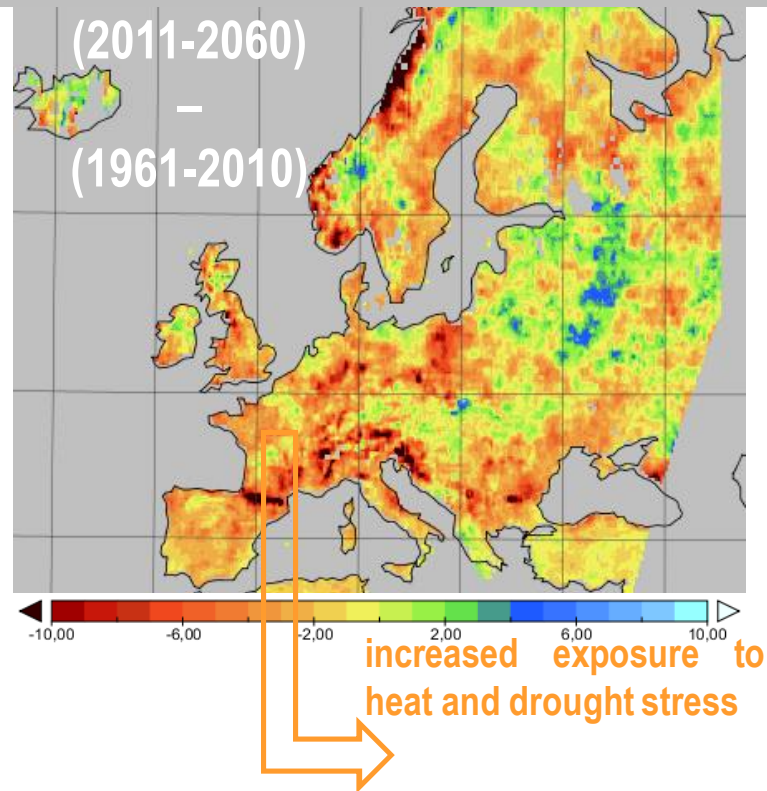 (2011-2060)
–
(1961-2010)
-10,00 -6,00 -2,00 2,00 6,00 10,00
increased exposure to
heat and drought stress